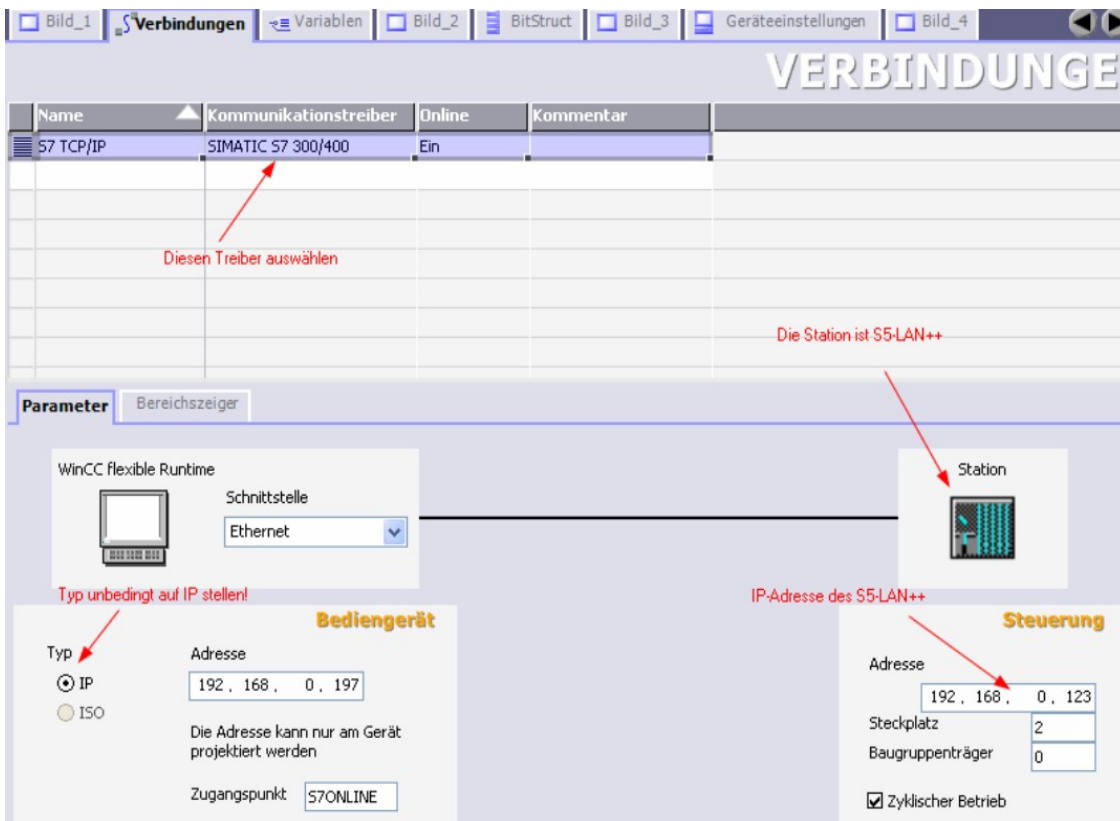 Bild_1 Verbindungen Variablen Bild_2 BitStruct Bild_3 Geräteeinstellungen Bild_4
VERBINDUNGE
Name Kommunikationstreiber Online Kommentar
S7 TCP/IP SIMATIC S7 300/400 Ein
Diesen Treiber auswählen
Die Station ist S5-LAN++
Parameter Bereichszeiger
WinCC flexible Runtime
Station
Schnittstelle
Ethernet
Typ unbedingt auf IP stellen!
IP-Adresse des S5-LAN++
Bediengerät
Steuerung
Typ
Adresse
IP
192 . 168 . 0 . 197
ISO
Die Adresse kann nur am Gerät
projektiert werden
Zugangspunkt S7ONLINE
Adresse
192 . 168 . 0 . 123
Steckplatz 2
Baugruppenträger 0
Zyklischer Betrieb